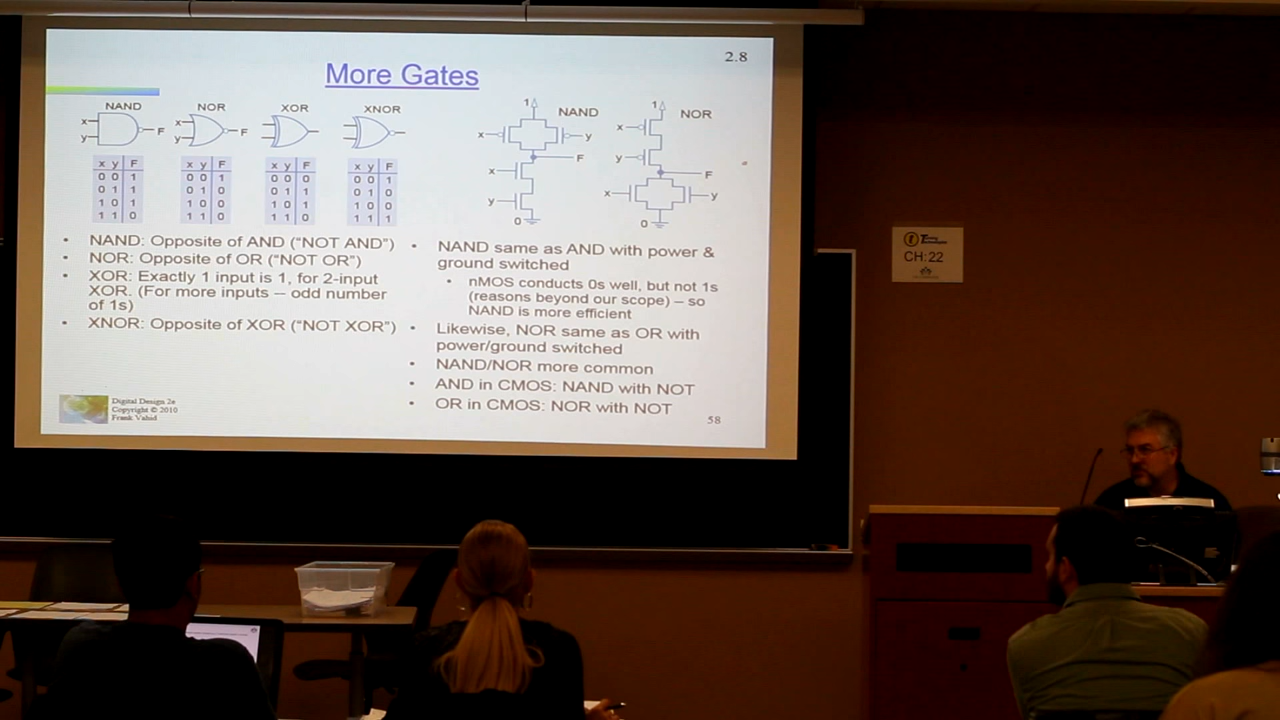 2.8
More Gates
NAND NOR XOR XNOR
x x
y F y F
x y F x y F x y F x y F
0 0 1 0 0 1 0 0 0 0 0 1
0 1 1 0 1 0 0 1 1 0 1 0
1 0 1 1 0 0 1 0 1 1 0 0
1 1 0 1 1 0 1 1 0 1 1 1
• NAND: Opposite of AND ("NOT AND")
• NOR: Opposite of OR ("NOT OR")
• XOR: Exactly 1 input is 1, for 2-input
XOR. (For more inputs – odd number
of 1s)
• XNOR: Opposite of XOR ("NOT XOR")
1 NAND
x y
F
x
y
0
1 NOR
x
y
F
x y
0
• NAND same as AND with power &
ground switched
• nMOS conducts 0s well, but not 1s
(reasons beyond our scope) – so
NAND is more efficient
• Likewise, NOR same as OR with
power/ground switched
• NAND/NOR more common
• AND in CMOS: NAND with NOT
• OR in CMOS: NOR with NOT
Digital Design 2e
Copyright © 2010
Frank Vahid
58
Turning
Technologies
CH: 22